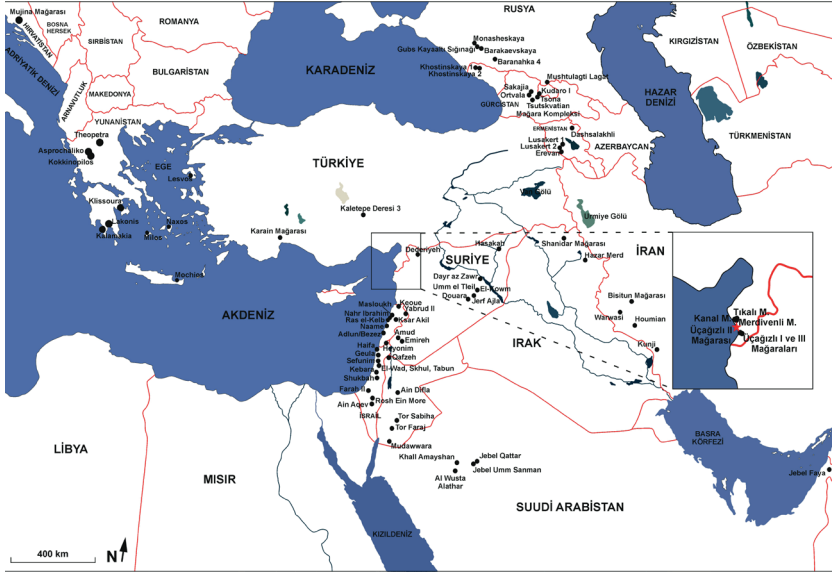 Mujina Mağarası
HIRVATİSTAN
BOSNA
HERSEK
ROMANYA
SIRBİSTAN
BULGARİSTAN
ADRİYATİK DENİZİ
ARNAVUTLUK
MAKEDONYA
YUNANİSTAN
Theopetra
Asprochaliko
Kokkinopilos
EGE
Lesvos
Klissoura
Lakonis
Kalamakia
Milos
Naxos
Mochlos
KARADENİZ
RUSYA
Monasheskaya
Gubs Kayaaltı Sığınağı
Barakaevskaya
Baranahka 4
Khostinskaya 1
Khostinskaya 2
Mushtulagti Lagat
Sakajia
Kudaro I
Ortvala
Tsona
GÜRCİSTAN
Tsutskvatian
Mağara Kompleksi
ERMENİSTAN
Dashsalakhli
Lusakert 1
Lusakert 2
Erevan
AZERBAYCAN
HAZAR
DENİZİ
KIRGIZİSTAN
ÖZBEKİSTAN
TÜRKMENİSTAN
TÜRKİYE
Kaletepe Deresi 3
Karain Mağarası
Van Gölü
Urmiye Gölü
Dederiyeh
Hasakah
SURİYE
Shanidar Mağarası
Hazar Merd
İRAN
Dayr az Zawr
Umm el Tleil
El-Kowm
Douara
Jerf Ajla
Bisitun Mağarası
Warwasi
Houmian
Kunji
IRAK
Kanal M.
Tıkalı M.
Merdivenli M.
Üçağızlı II
Mağarası
Üçağızlı I ve III
Mağaraları
AKDENİZ
Masloukh
Keoue
Nahr Ibrahim
Yabrud II
Ras el-Kelb
Ksar Akil
Naame
Adlun/Bezez
Amud
Emireh
Haifa
Hayonim
Geula
Qafzeh
Sefunim
El-Wad, Skhul, Tabun
Kebara
Shukbah
Farah II
Ain Difla
Rosh Ein More
Ain Aqev
İSRAİL
Tor Sabiha
Tor Faraj
Mudawwara
Khall Amayshan
Jebel Qattar
Jebel Umm Sanman
Al Wusta
Alathar
LİBYA
MISIR
KIZILDENİZ
SUUDİ ARABİSTAN
BASRA
KÖRFEZİ
Jebel Faya
400 km
N